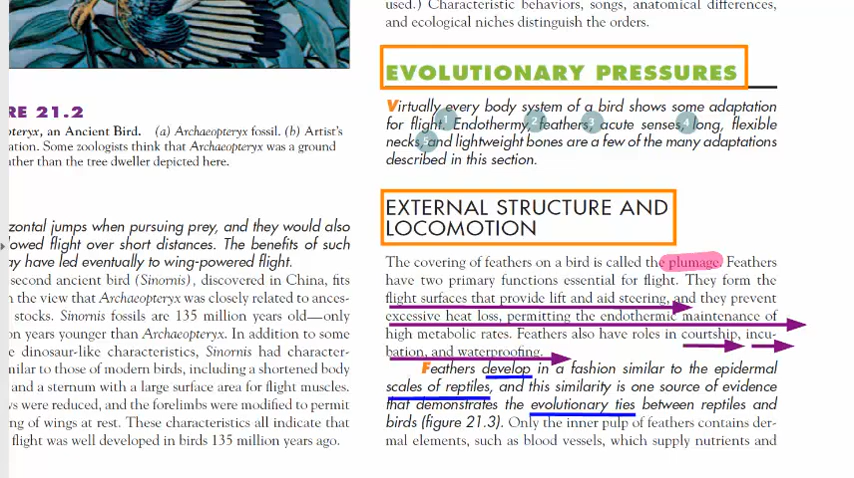 RE 21.2
pteryx, an Ancient Bird. (a) Archaeopteryx fossil. (b) Artist's
ation. Some zoologists think that Archaeopteryx was a ground
ather than the tree dweller depicted here.
zontal jumps when pursuing prey, and they would also
lowed flight over short distances. The benefits of such
ay have led eventually to wing-powered flight.
second ancient bird (Sinornis), discovered in China, fits
n the view that Archaeopteryx was closely related to ances-
stocks. Sinornis fossils are 135 million years old—only
on years younger than Archaeopteryx. In addition to some
e dinosaur-like characteristics, Sinornis had character-
milar to those of modern birds, including a shortened body
and a sternum with a large surface area for flight muscles.
vs were reduced, and the forelimbs were modified to permit
ng of wings at rest. These characteristics all indicate that
flight was well developed in birds 135 million years ago.
used.) Characteristic behaviors, songs, anatomical differences,
and ecological niches distinguish the orders.
EVOLUTIONARY PRESSURES
Virtually every body system of a bird shows some adaptation
for flight. Endothermy, feathers, acute senses, long, flexible
necks, and lightweight bones are a few of the many adaptations
described in this section.
1 2 3 4
5
EXTERNAL STRUCTURE AND
LOCOMOTION
The covering of feathers on a bird is called the plumage. Feathers
have two primary functions essential for flight. They form the
flight surfaces that provide lift and aid steering, and they prevent
excessive heat loss, permitting the endothermic maintenance of
high metabolic rates. Feathers also have roles in courtship, incu-
bation, and waterproofing.
Feathers develop in a fashion similar to the epidermal
scales of reptiles, and this similarity is one source of evidence
that demonstrates the evolutionary ties between reptiles and
birds (figure 21.3). Only the inner pulp of feathers contains der-
mal elements, such as blood vessels, which supply nutrients and